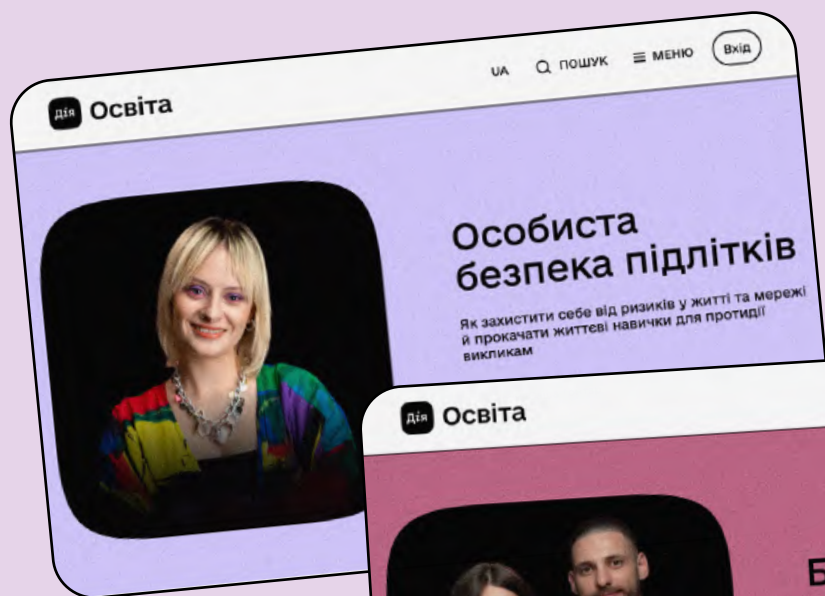 Дія Освіта
UA ПОШУК МЕНЮ Вхід
Особиста
безпека підлітків
Як захистити себе від ризиків у житті та мережі
й прокачати життєві навички для протидії
викликам
Дія Освіта